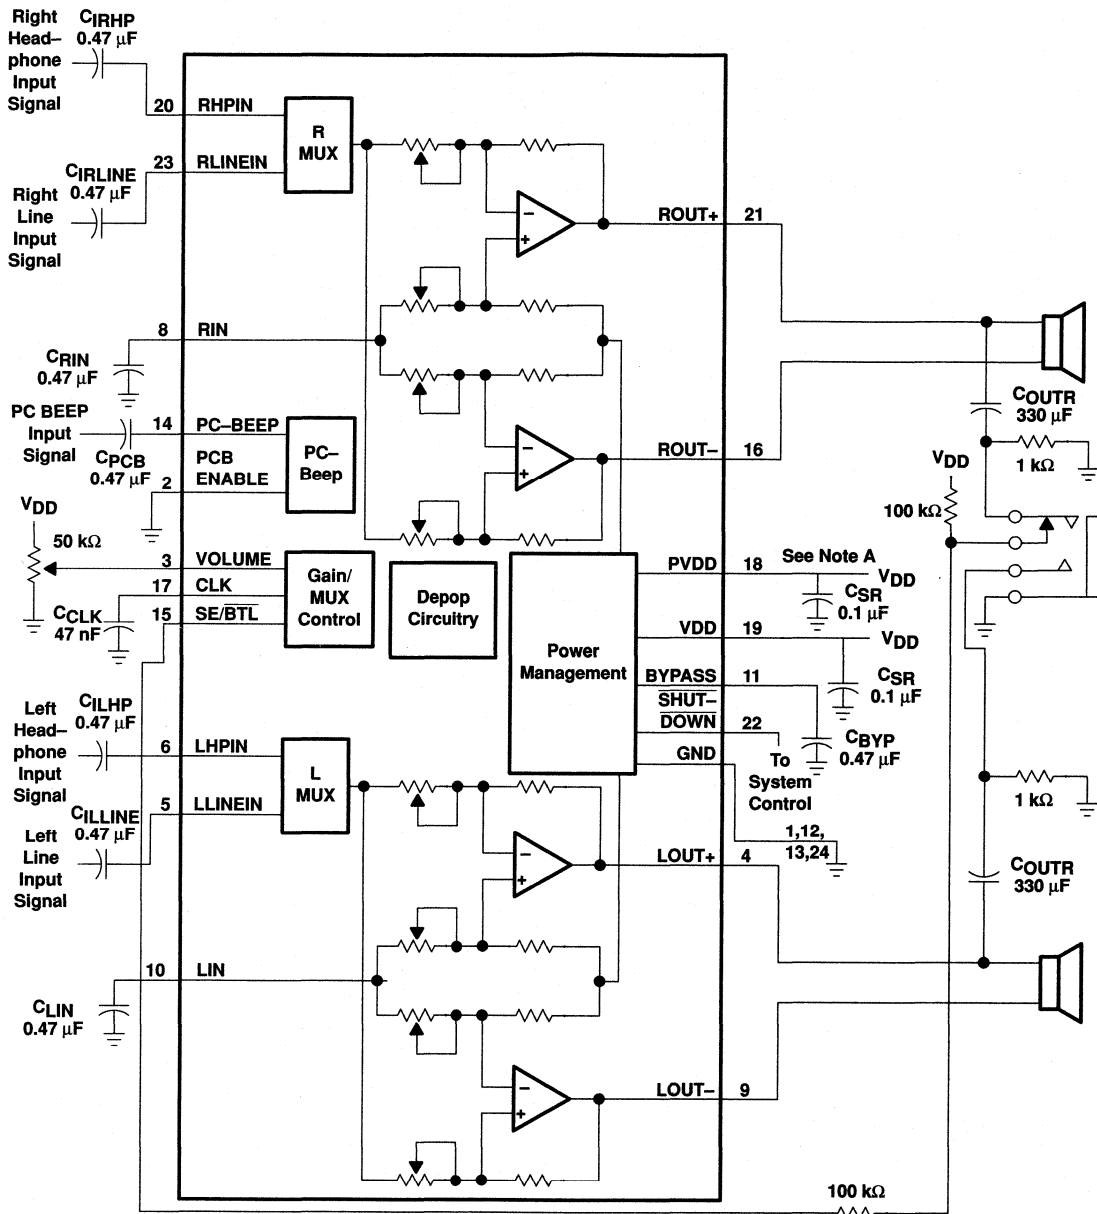 Right
Head–
phone
Input
Signal
CIRHP
0.47 μF
20
RHPIN
R
MUX
23
RLINEIN
CIRLINE
0.47 μF
Right
Line
Input
Signal
ROUT+
21
8
RIN
CRIN
0.47 μF
COUTR
330 μF
1 kΩ
PC BEEP
Input
Signal
14
PC–BEEP
CPCB
0.47 μF
PCB
ENABLE
2
PC–
Beep
ROUT–
16
VDD
100 kΩ
VDD
50 kΩ
3
VOLUME
17
CLK
15
SE/BTL
CCLK
47 nF
Gain/
MUX
Control
Depop
Circuitry
Power
Management
PVDD
18
See Note A
VDD
CSR
0.1 μF
VDD
19
VDD
CSR
0.1 μF
BYPASS
11
SHUT–
DOWN
22
CBYP
0.47 μF
GND
To
System
Control
1,12,
13,24
Left
Head–
phone
Input
Signal
CILHP
0.47 μF
6
LHPIN
L
MUX
5
LLINEIN
CILLINE
0.47 μF
Left
Line
Input
Signal
1 kΩ
LOUT+
4
COUTR
330 μF
10
LIN
CLIN
0.47 μF
LOUT–
9
100 kΩ
–
+
–
+
–
+
–
+